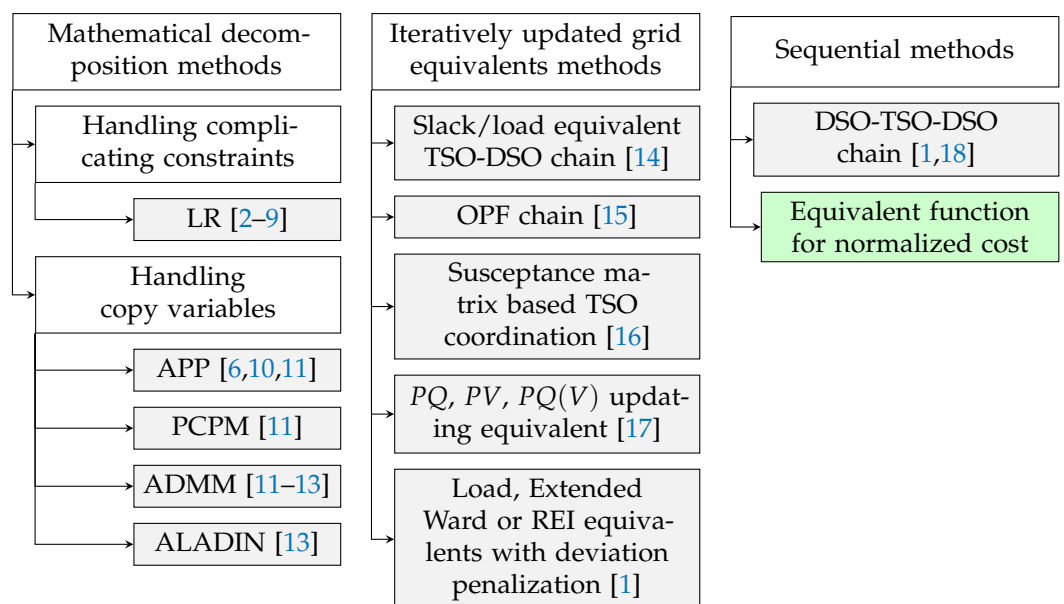 Mathematical decom-
position methods
Handling compli-
cating constraints
LR [2–9]
Handling
copy variables
APP [6,10,11]
PCPM [11]
ADMM [11–13]
ALADIN [13]
Iteratively updated grid
equivalents methods
Slack/load equivalent
TSO-DSO chain [14]
OPF chain [15]
Susceptance ma-
trix based TSO
coordination [16]
PQ, PV, PQ(V) updat-
ing equivalent [17]
Load, Extended
Ward or REI equiva-
lents with deviation
penalization [1]
Sequential methods
DSO-TSO-DSO
chain [1,18]
Equivalent function
for normalized cost